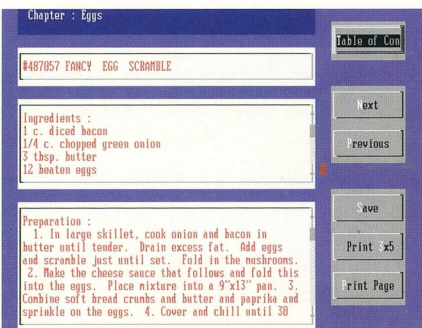 Chapter : Eggs
Table of Con
#487057 FANCY EGG SCRAMBLE
Next
Ingredients :
1 c. diced bacon
1/4 c. chopped green onion
3 tbsp. butter
12 beaten eggs
Previous
Save
Preparation :
1. In large skillet, cook onion and bacon in
butter until tender. Drain excess fat. Add eggs
and scramble just until set. Fold in the mushrooms.
2. Make the cheese sauce that follows and fold this
into the eggs. Place mixture into a 9"x13" pan. 3.
Combine soft bread crumbs and butter and paprika and
sprinkle on the eggs. 4. Cover and chill until 30
Print 3x5
Print Page